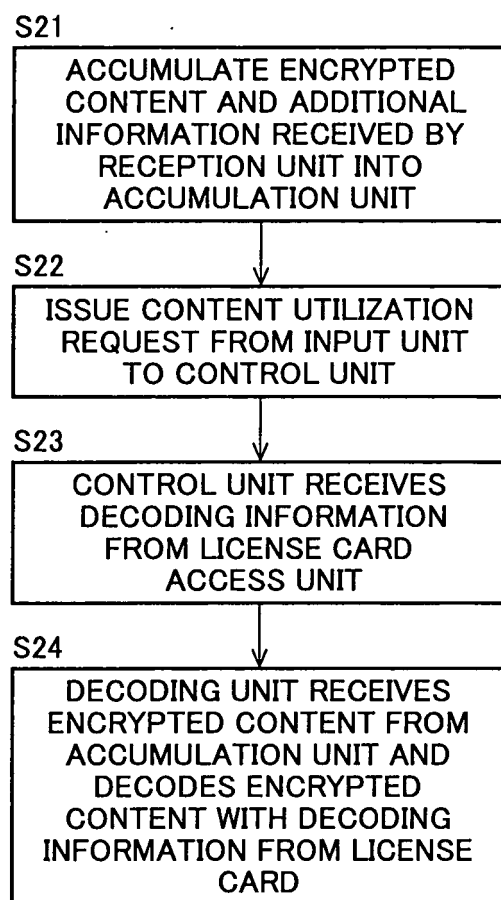 S21
ACCUMULATE ENCRYPTED
CONTENT AND ADDITIONAL
INFORMATION RECEIVED BY
RECEPTION UNIT INTO
ACCUMULATION UNIT
S22
ISSUE CONTENT UTILIZATION
REQUEST FROM INPUT UNIT
TO CONTROL UNIT
S23
CONTROL UNIT RECEIVES
DECODING INFORMATION
FROM LICENSE CARD
ACCESS UNIT
S24
DECODING UNIT RECEIVES
ENCRYPTED CONTENT FROM
ACCUMULATION UNIT AND
DECODES ENCRYPTED
CONTENT WITH DECODING
INFORMATION FROM LICENSE
CARD